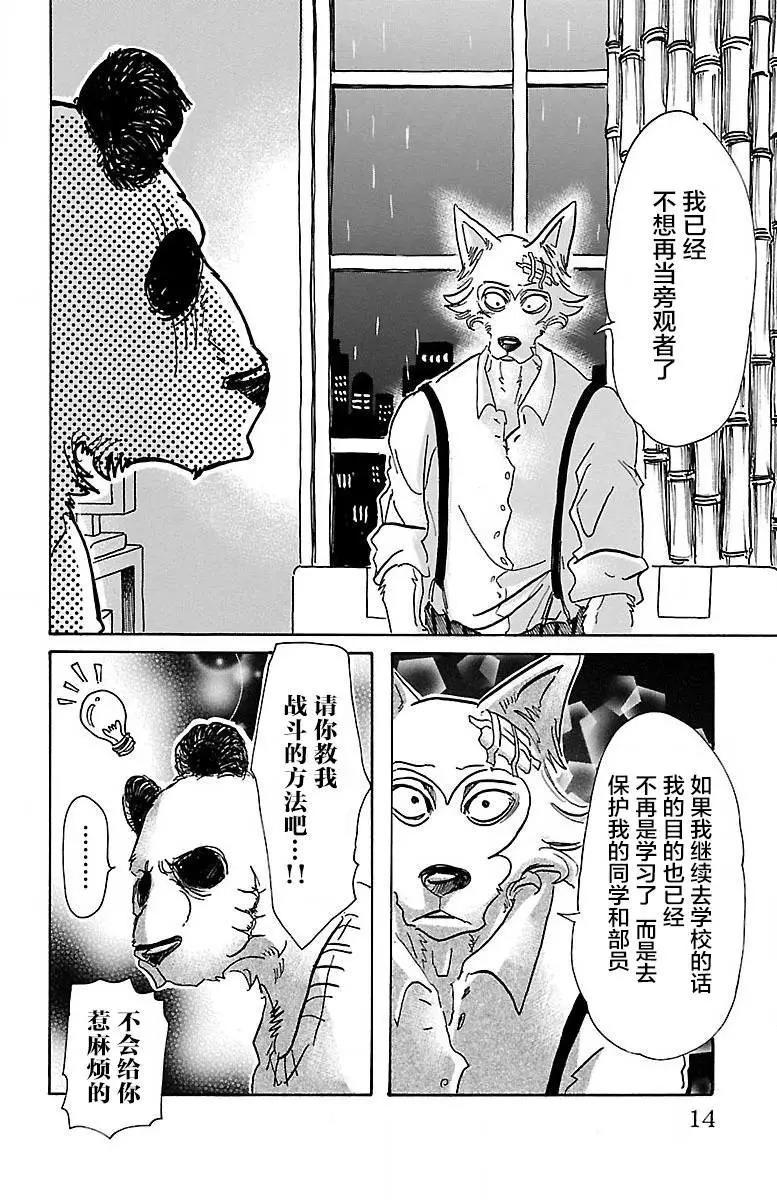 我已经
不想再当旁观者了
如果我继续去学校的话
我的目的也已经
不再是学习了 而是去
保护我的同学和部员
请你教我
战斗的方法吧…!!
………
不会给你
惹麻烦的
14